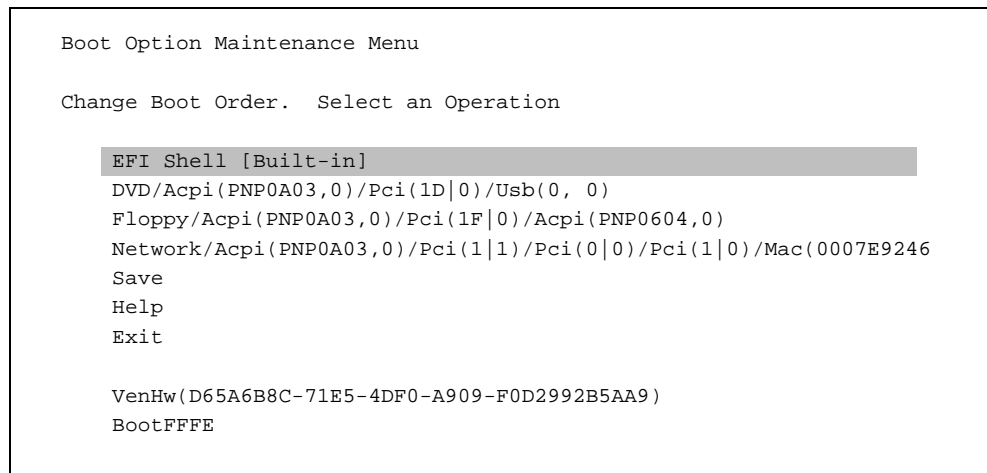 Boot Option Maintenance Menu
Change Boot Order.  Select an Operation
EFI Shell [Built-in]
DVD/Acpi(PNP0A03,0)/Pci(1D|0)/Usb(0, 0)
Floppy/Acpi(PNP0A03,0)/Pci(1F|0)/Acpi(PNP0604,0)
Network/Acpi(PNP0A03,0)/Pci(1|1)/Pci(0|0)/Pci(1|0)/Mac(0007E9246
Save
Help
Exit
VenHw(D65A6B8C-71E5-4DF0-A909-F0D2992B5AA9)
BootFFFE